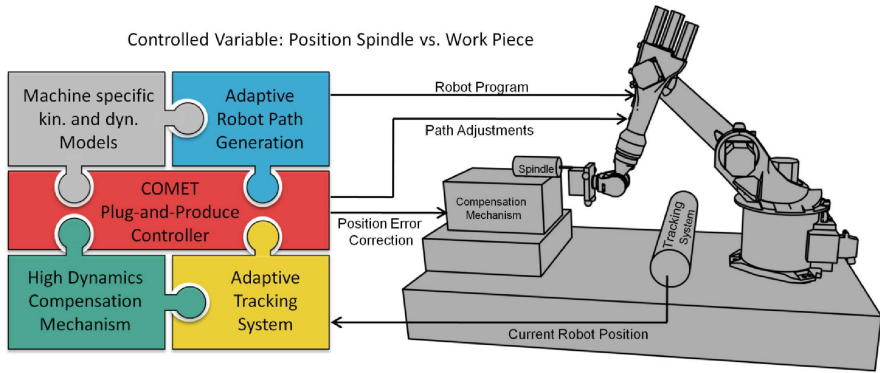 Controlled Variable: Position Spindle vs. Work Piece
Machine specific
kin. and dyn.
Models
Adaptive
Robot Path
Generation
COMET
Plug-and-Produce
Controller
High Dynamics
Compensation
Mechanism
Adaptive
Tracking
System
Robot Program
Path Adjustments
Position Error
Correction
Current Robot Position
Spindle
Compensation
Mechanism
Tracking
System